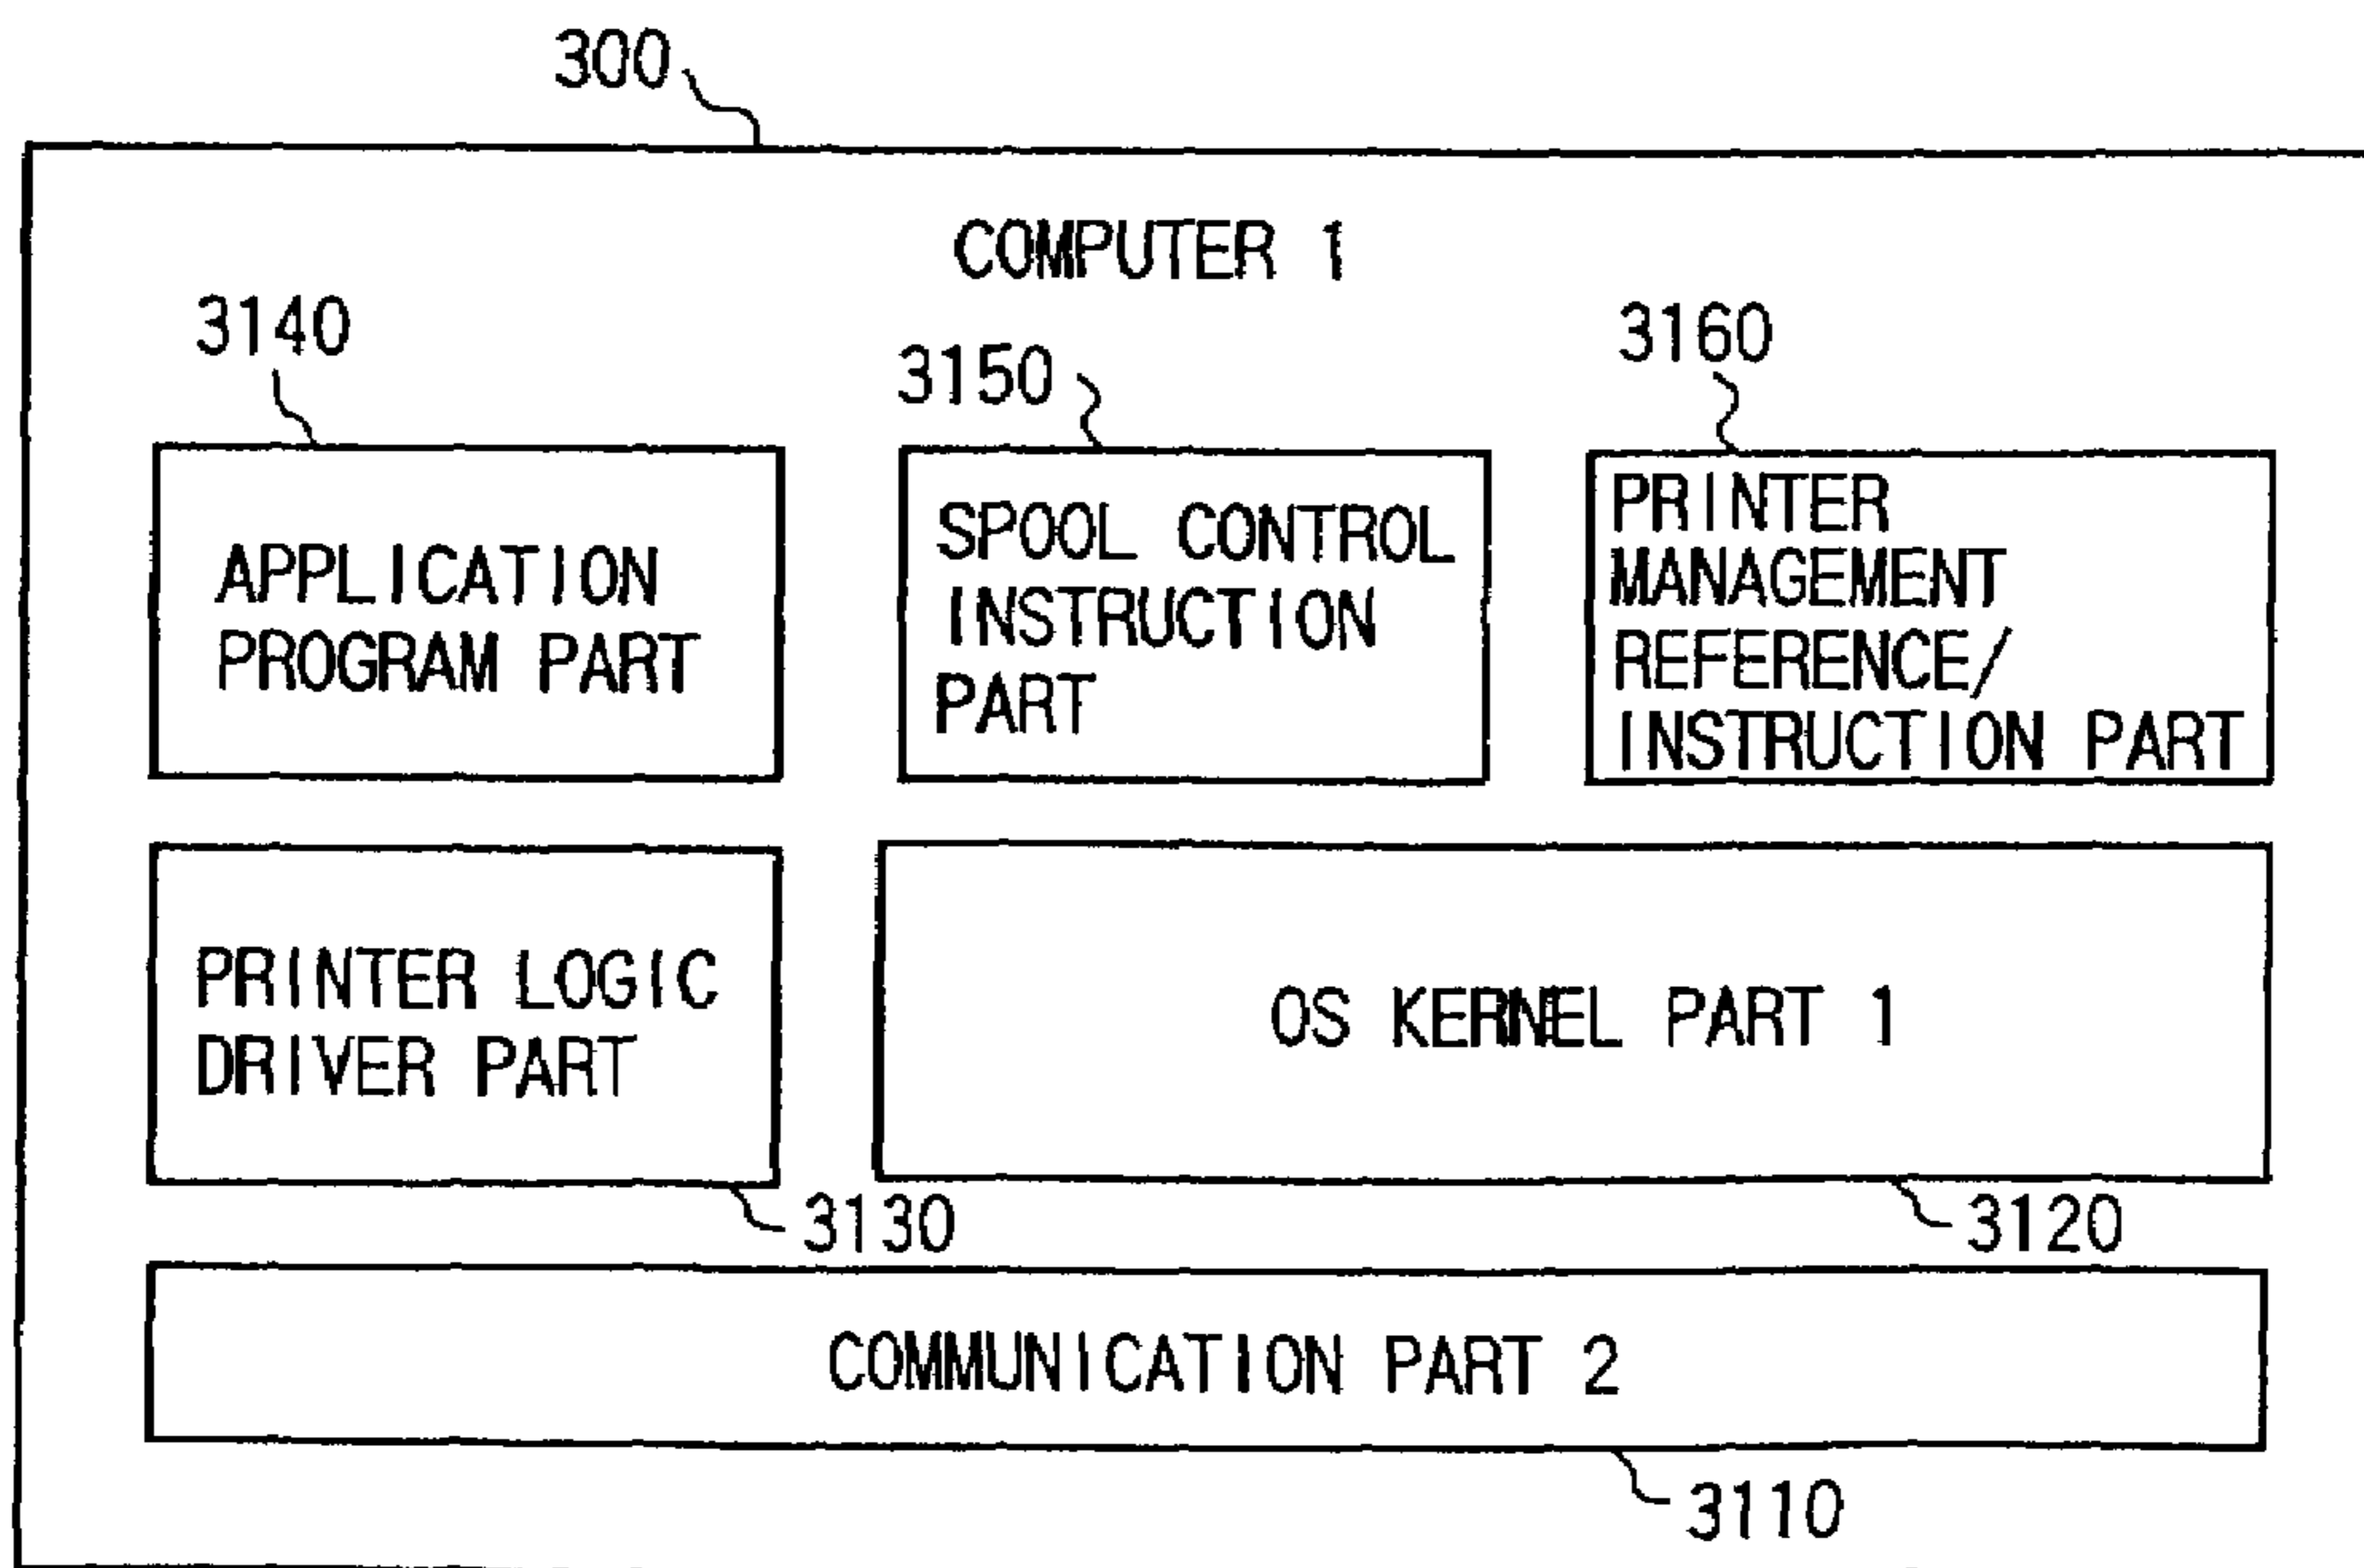 300
COMPUTER 1
3140
3150
3160
APPLICATION
PROGRAM PART
SPOOL CONTROL
INSTRUCTION
PART
PRINTER
MANAGEMENT
REFERENCE/
INSTRUCTION PART
PRINTER LOGIC
DRIVER PART
OS KERNEL PART 1
3130
3120
COMMUNICATION PART 2
3110